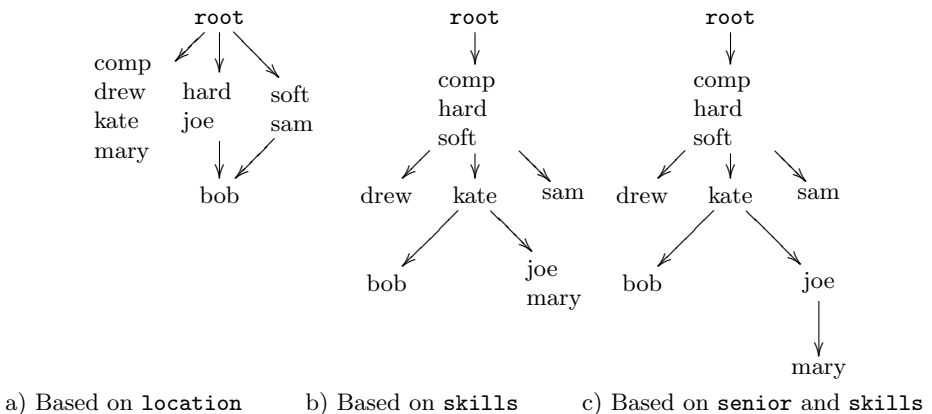 root
comp
drew
kate
mary
hard
joe
soft
sam
bob
a) Based on location
root
comp
hard
soft
drew
kate
sam
bob
joe
mary
b) Based on skills
root
comp
hard
soft
drew
kate
sam
bob
joe
mary
c) Based on senior and skills